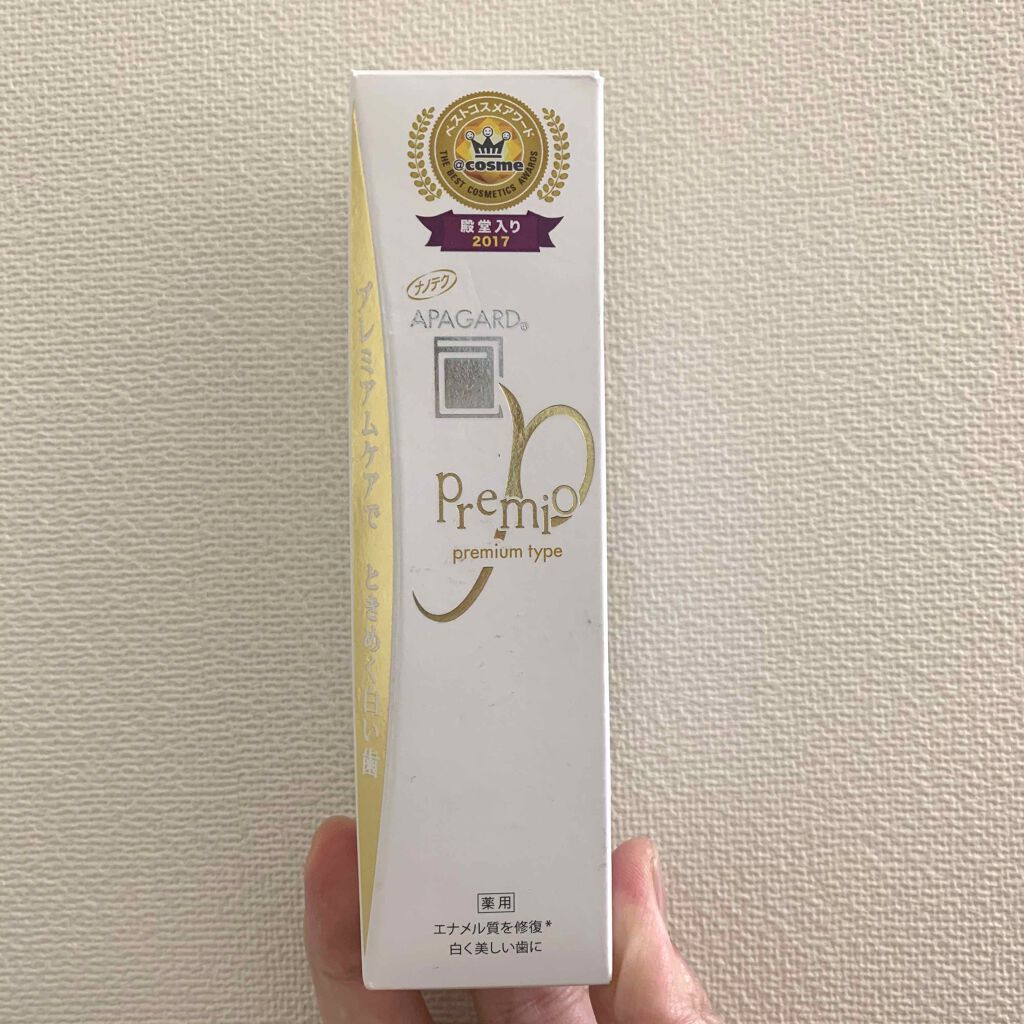 ベストコスメアワード
@cosme
THE BEST COSMETICS AWARDS
殿堂入り
2017
ナノテク
APAGARD®
p
Premio
premium type
プレミアムケアで ときめく白い歯
薬用
エナメル質を修復*
白く美しい歯に